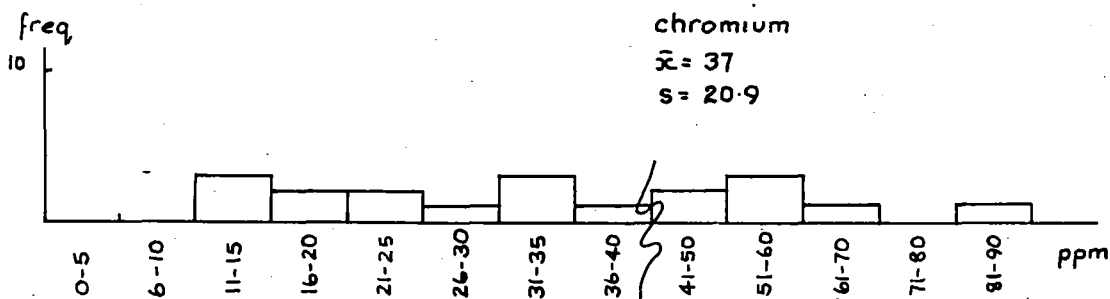 freq
10
chromium
x̄ = 37
s = 20.9
0-5
6-10
11-15
16-20
21-25
26-30
31-35
36-40
41-50
51-60
61-70
71-80
81-90
ppm